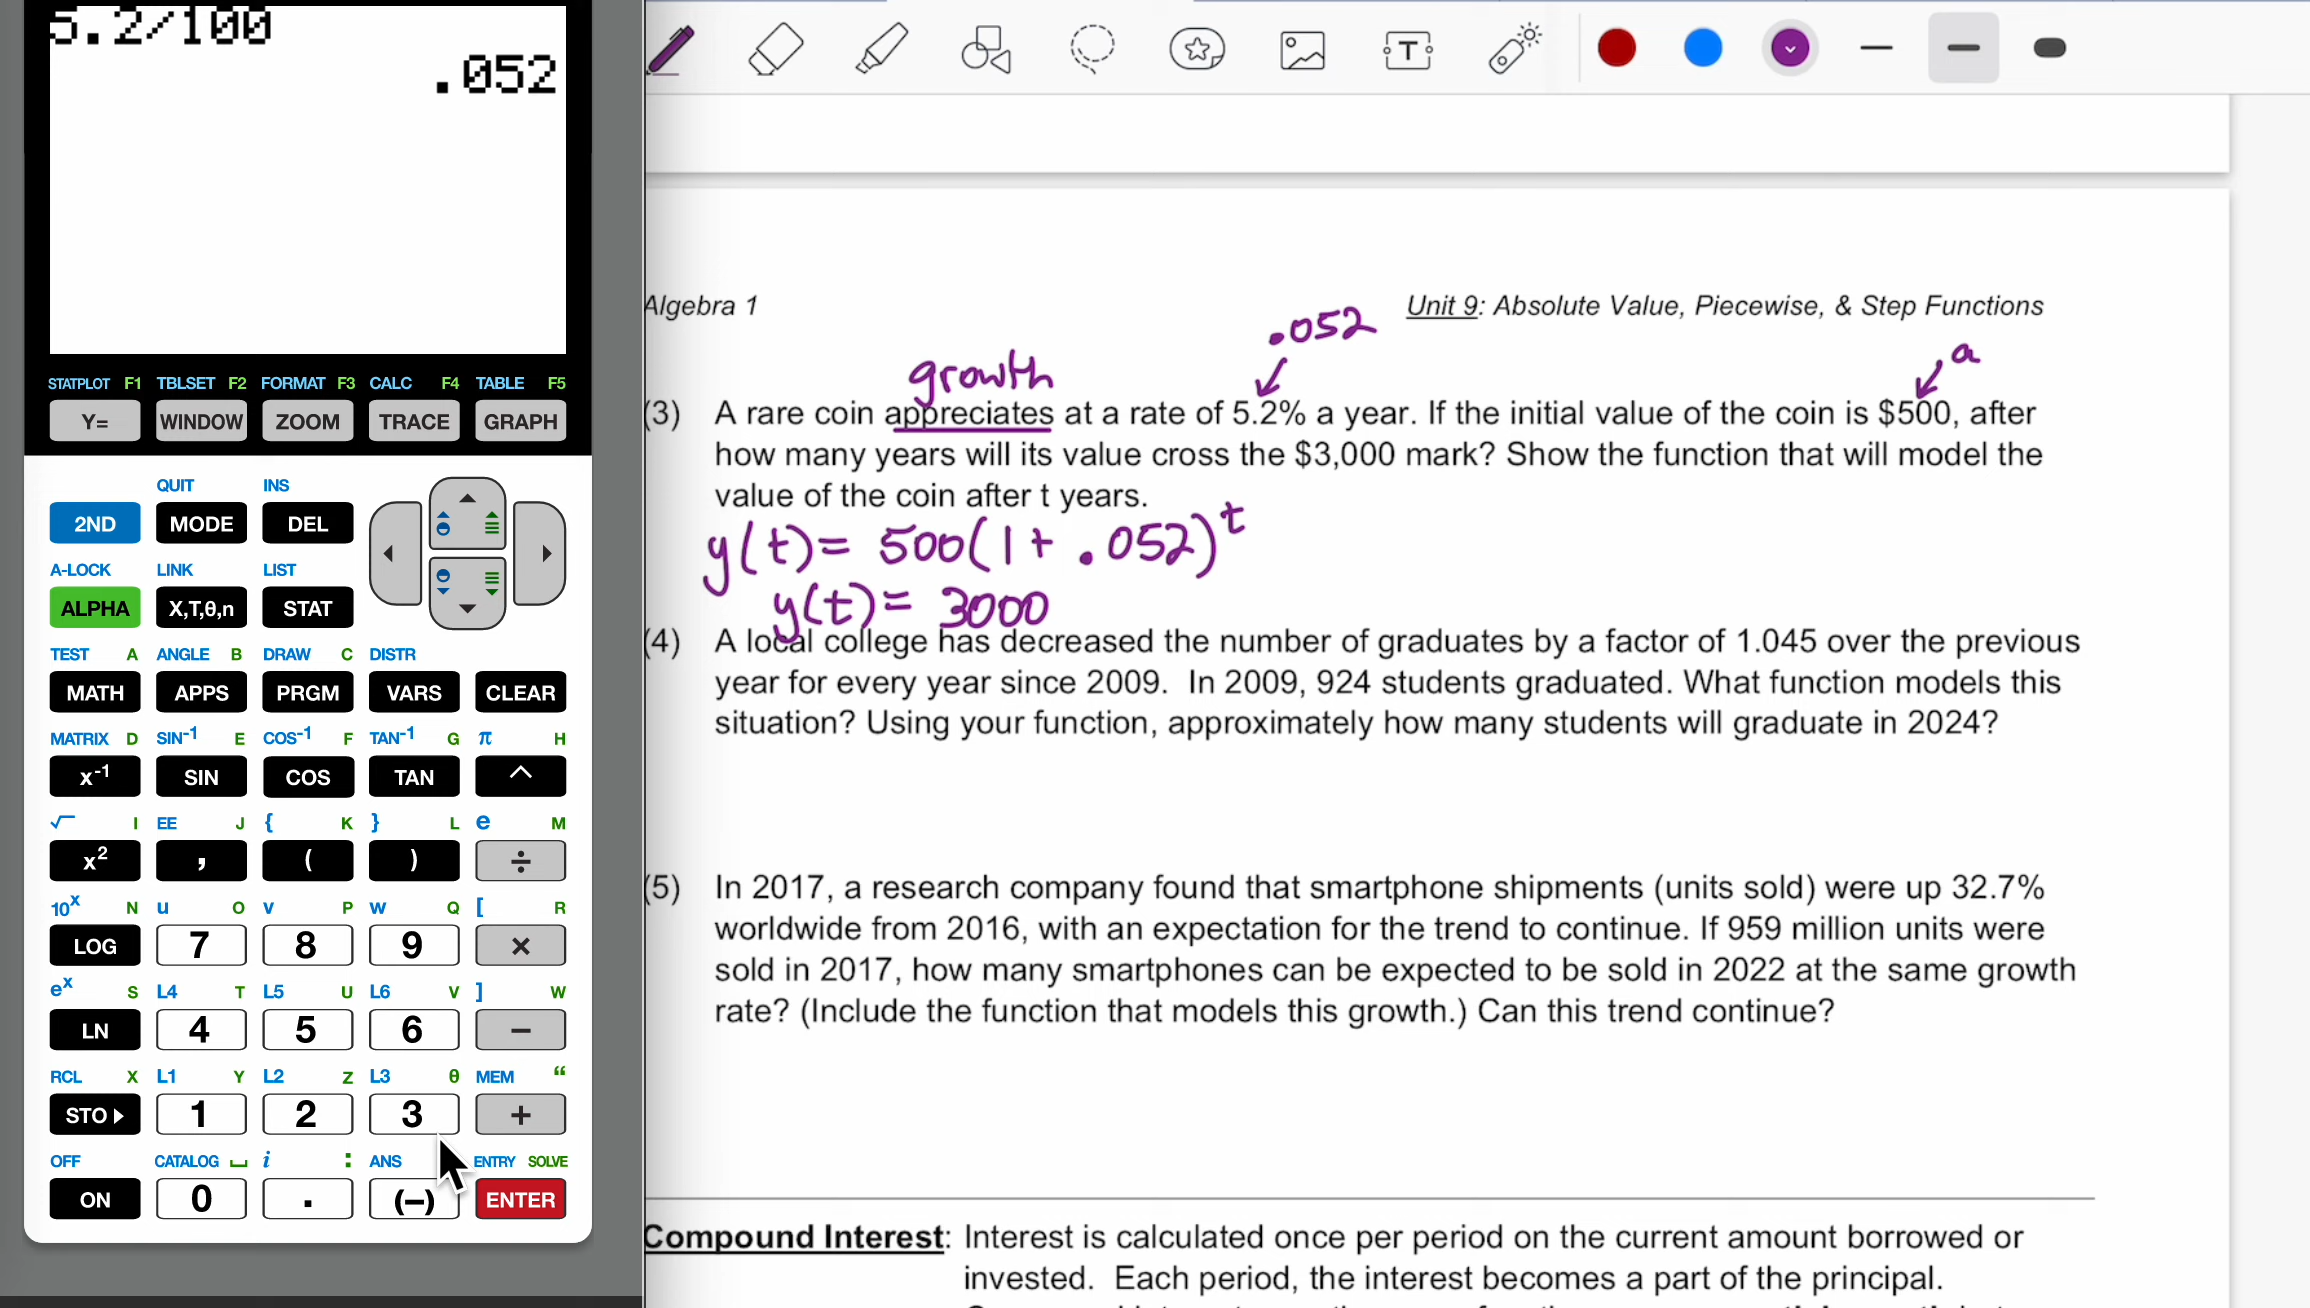 5.2/100
.052
STATPLOT F1 TBLSET F2 FORMAT F3 CALC F4 TABLE F5
Y= WINDOW ZOOM TRACE GRAPH
QUIT INS
2ND MODE DEL
A-LOCK LINK LIST
ALPHA X,T,θ,n STAT
TEST A ANGLE B DRAW C DISTR
MATH APPS PRGM VARS CLEAR
MATRIX D SIN-1 E COS-1 F TAN-1 G π H
x-1 SIN COS TAN ^
√ I EE J { K } L e M
x2 , ( ) ÷
10x N u O v P w Q [ R
LOG 7 8 9 ×
ex S L4 T L5 U L6 V ] W
LN 4 5 6 −
RCL X L1 Y L2 Z L3 θ MEM “
STO 1 2 3 +
OFF CATALOG i : ANS ENTRY SOLVE
ON 0 . (−) ENTER
T
Algebra 1 Unit 9: Absolute Value, Piecewise, & Step Functions
.052
growth a
(3) A rare coin appreciates at a rate of 5.2% a year. If the initial value of the coin is $500, after
how many years will its value cross the $3,000 mark? Show the function that will model the
value of the coin after t years.
y(t)= 500(1+ .052)^t
y(t)= 3000
(4) A local college has decreased the number of graduates by a factor of 1.045 over the previous
year for every year since 2009. In 2009, 924 students graduated. What function models this
situation? Using your function, approximately how many students will graduate in 2024?
(5) In 2017, a research company found that smartphone shipments (units sold) were up 32.7%
worldwide from 2016, with an expectation for the trend to continue. If 959 million units were
sold in 2017, how many smartphones can be expected to be sold in 2022 at the same growth
rate? (Include the function that models this growth.) Can this trend continue?
Compound Interest: Interest is calculated once per period on the current amount borrowed or
invested. Each period, the interest becomes a part of the principal.